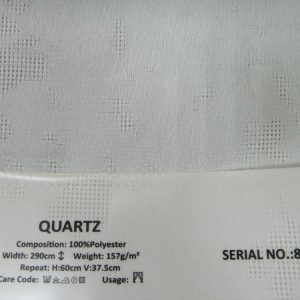 QUARTZ
Composition: 100%Polyester
Width: 290cm ↕ Weight: 157g/m²
SERIAL NO.:8
Repeat: H:60cm V:37.5cm
Care Code: Usage: